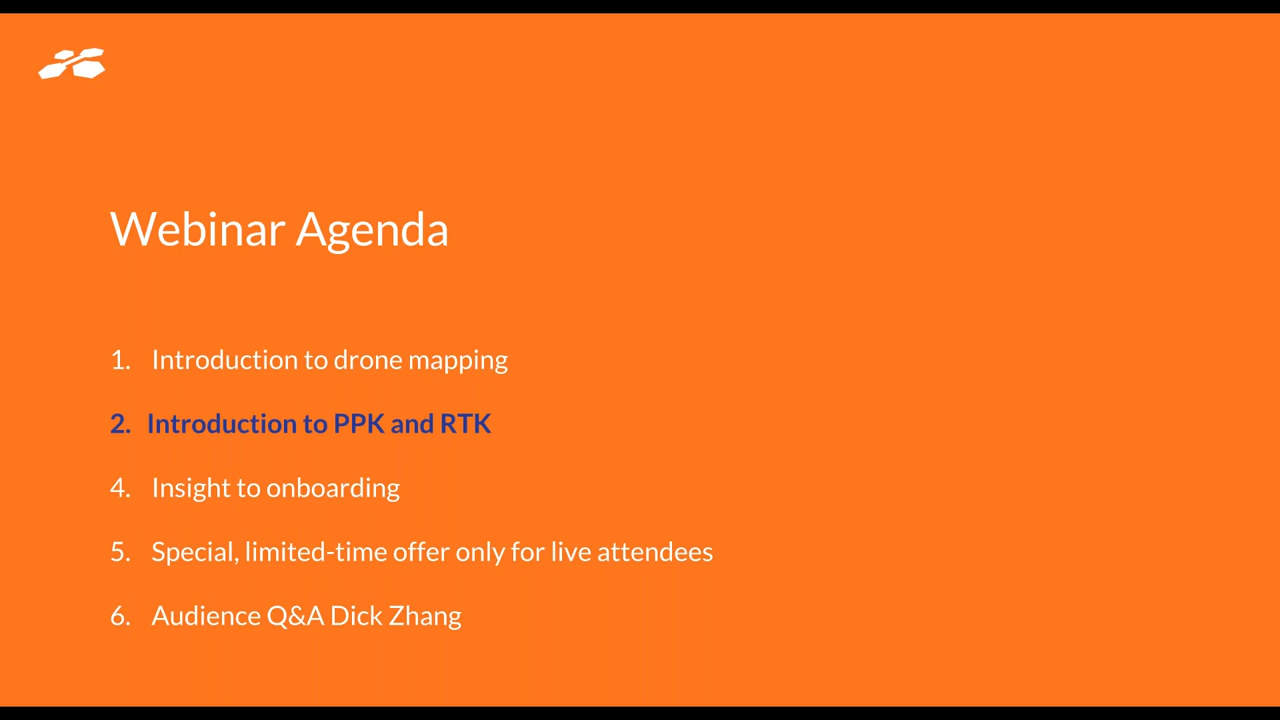 Webinar Agenda
1. Introduction to drone mapping
2. Introduction to PPK and RTK
4. Insight to onboarding
5. Special, limited-time offer only for live attendees
6. Audience Q&A Dick Zhang